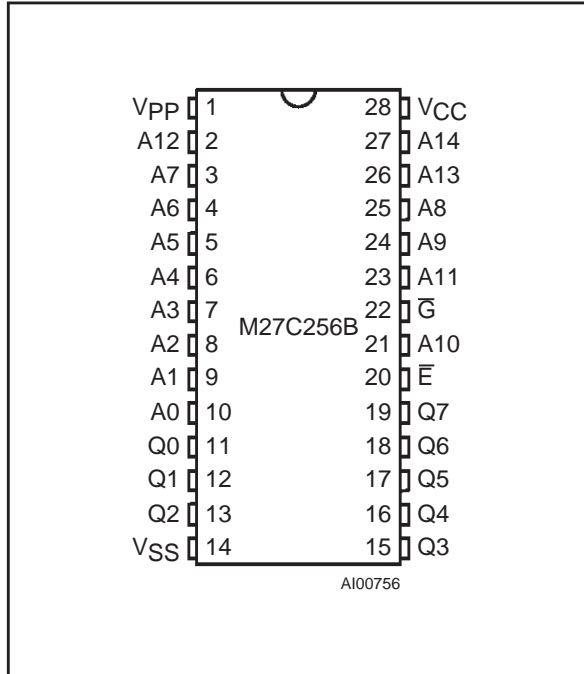 VPP 1 28 VCC
A12 2 27 A14
A7 3 26 A13
A6 4 25 A8
A5 5 24 A9
A4 6 23 A11
A3 7 22 G̅
M27C256B
A2 8 21 A10
A1 9 20 E̅
A0 10 19 Q7
Q0 11 18 Q6
Q1 12 17 Q5
Q2 13 16 Q4
VSS 14 15 Q3
AI00756